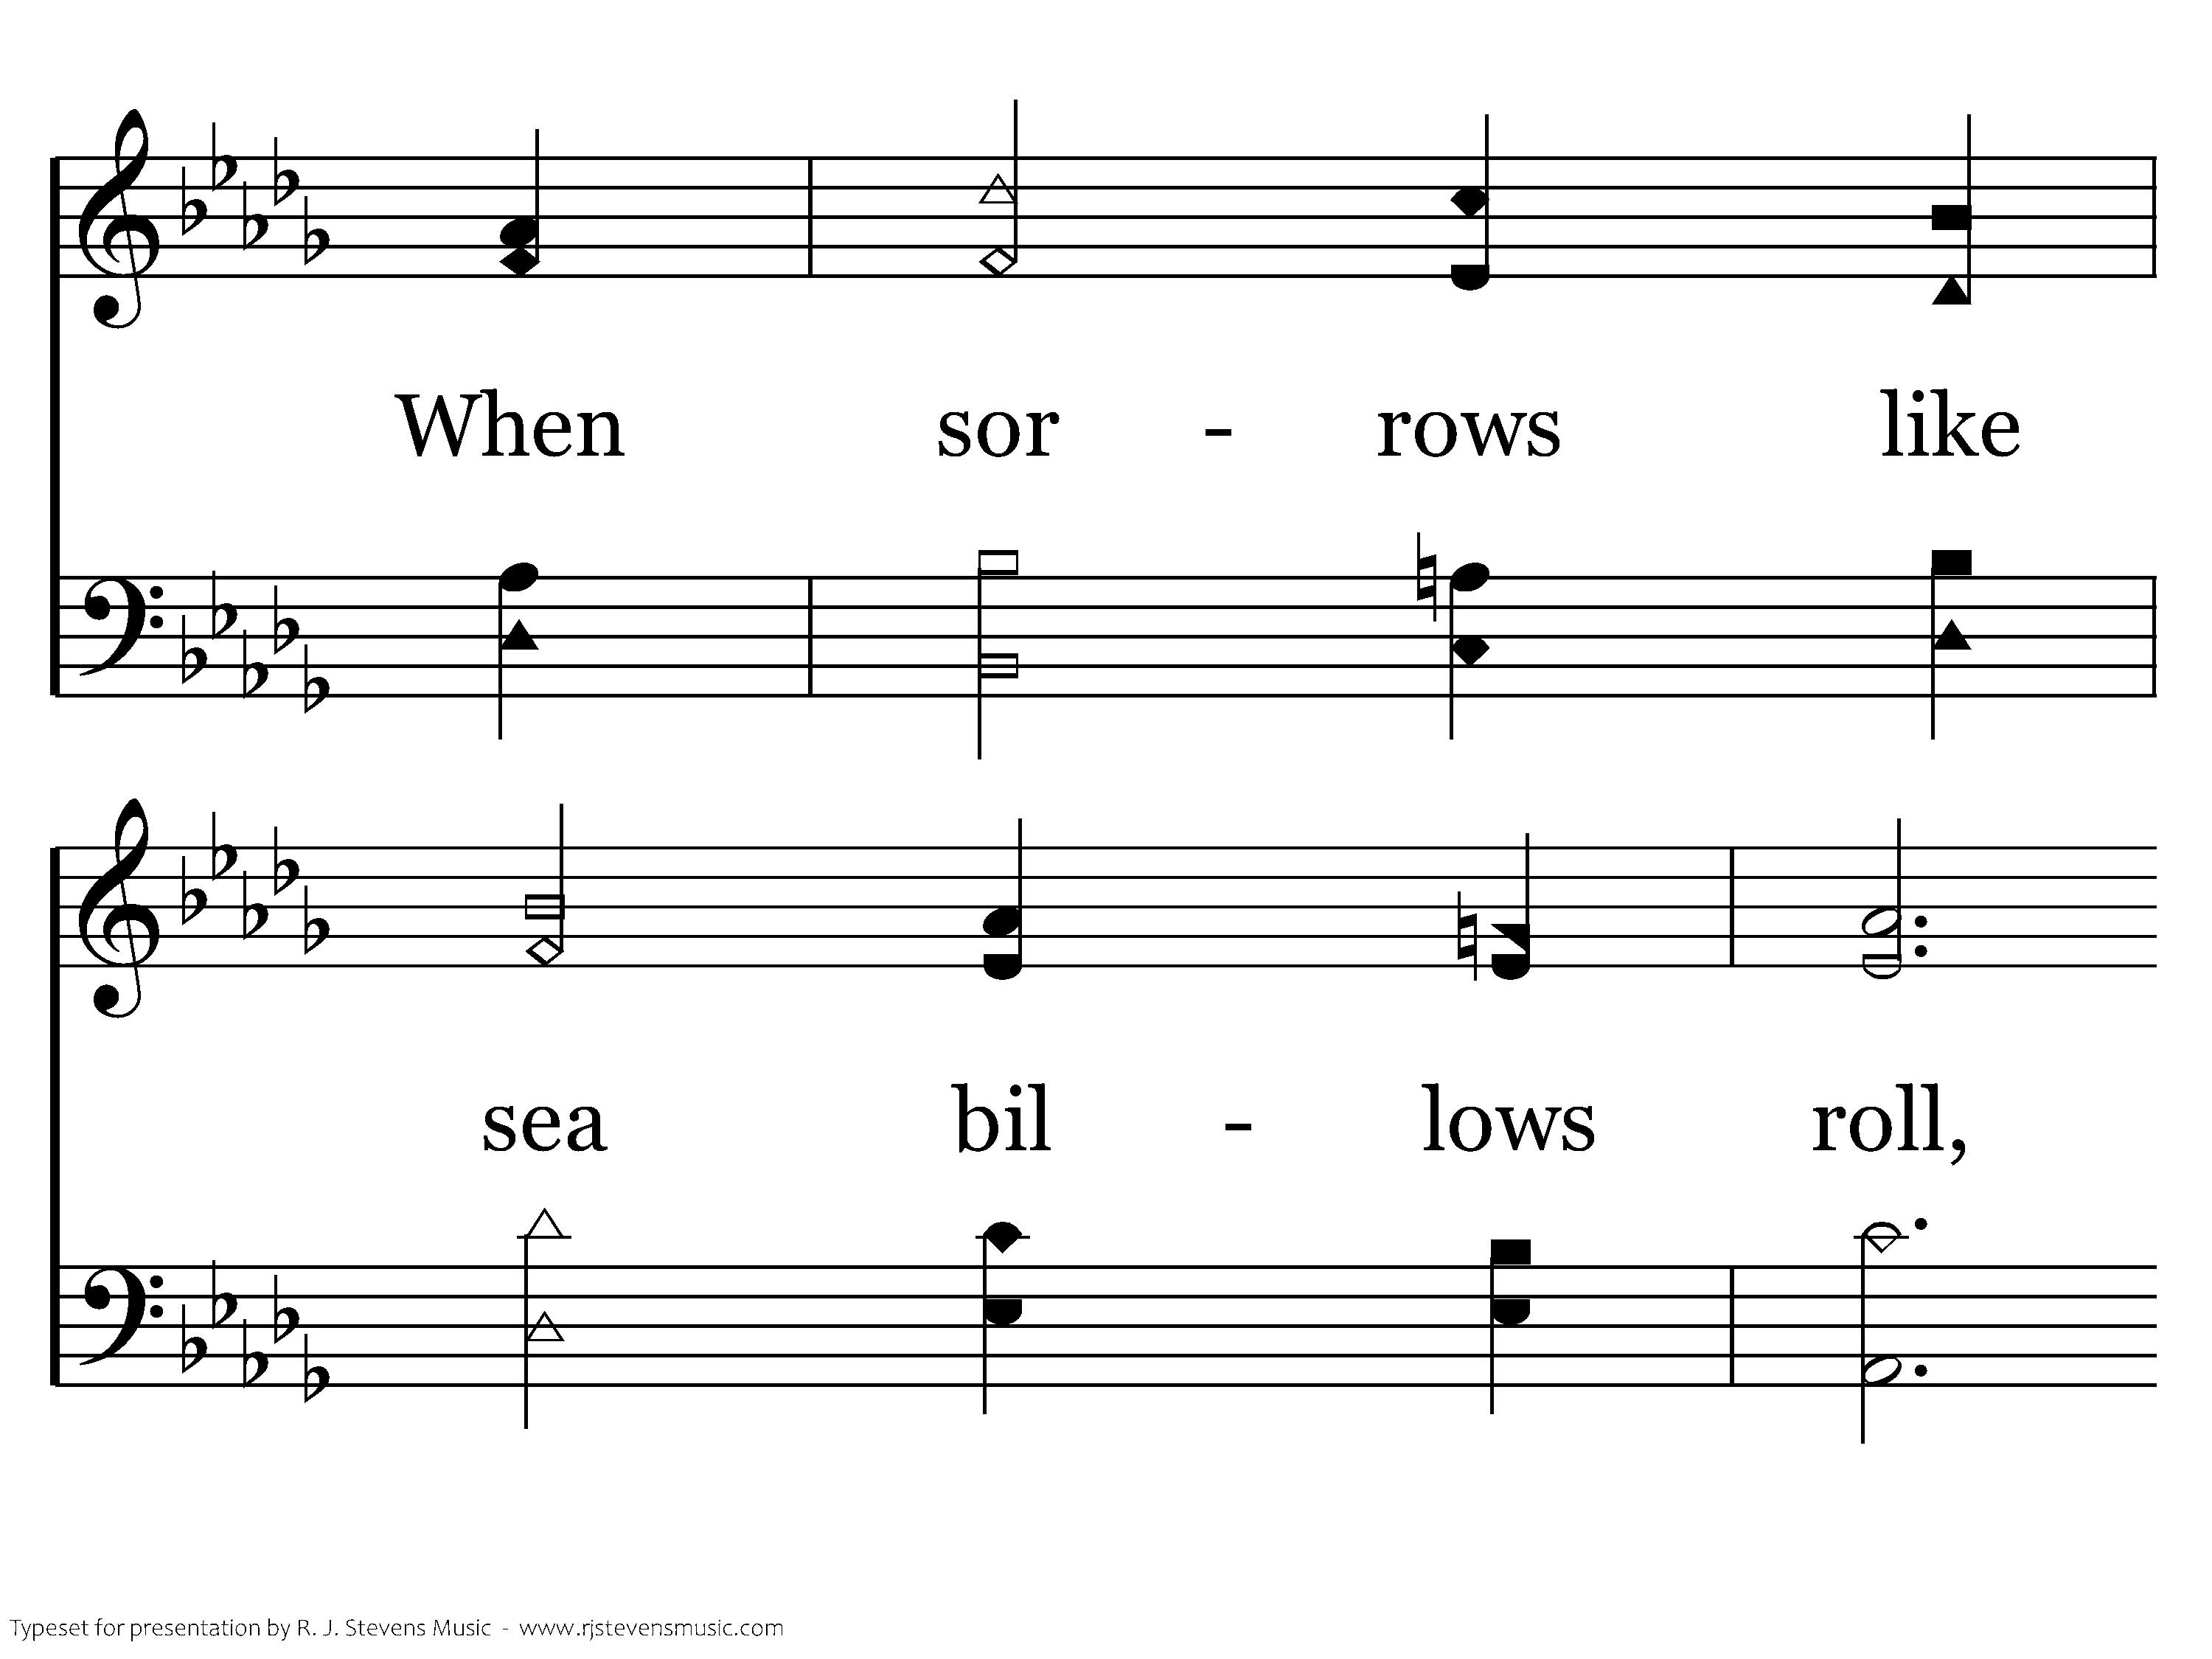 When sor - rows like
sea bil - lows roll,
Typeset for presentation by R. J. Stevens Music - www.rjstevensmusic.com